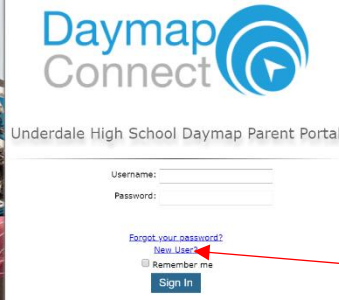 Daymap
Connect
Underdale High School Daymap Parent Portal
Username:
Password:
Forgot your password?
New User?
Remember me
Sign In